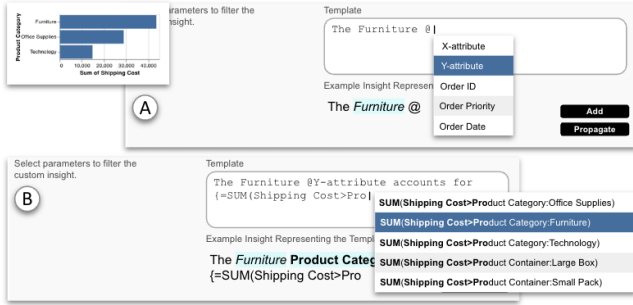 Product Category
Furniture
Office Supplies
Technology
0 10,000 20,000 30,000 40,000
Sum of Shipping Cost
arameters to filter the
nsight.
Template
The Furniture @
X-attribute
Y-attribute
Order ID
Order Priority
Order Date
Example Insight Represen
The Furniture @
Add
Propagate
A
Select parameters to filter the
custom insight.
B
Template
The Furniture @Y-attribute accounts for
{=SUM(Shipping Cost>Pro
SUM(Shipping Cost>Product Category:Office Supplies)
SUM(Shipping Cost>Product Category:Furniture)
SUM(Shipping Cost>Product Category:Technology)
SUM(Shipping Cost>Product Container:Large Box)
SUM(Shipping Cost>Product Container:Small Pack)
Example Insight Representing the Templ
The Furniture Product Categ
{=SUM(Shipping Cost>Pro